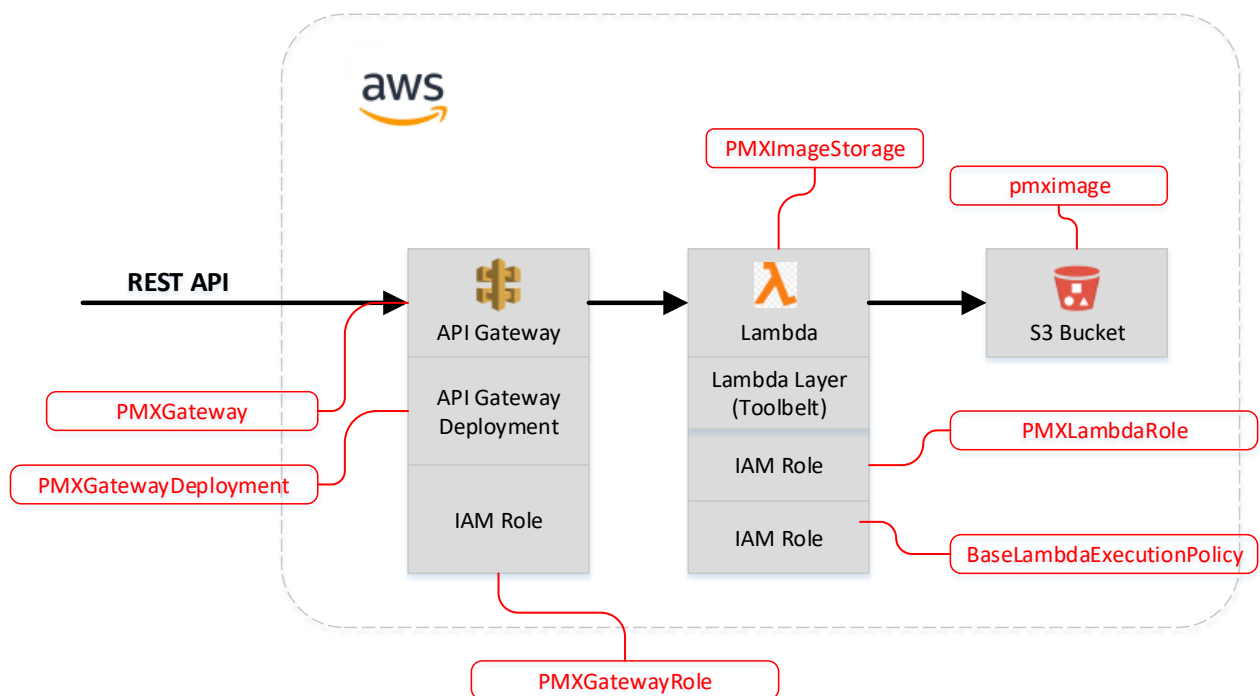 aws
PMXImageStorage
pmximage
REST API
API Gateway
Lambda
S3 Bucket
PMXGateway
API Gateway
Deployment
Lambda Layer
(Toolbelt)
PMXLambdaRole
PMXGatewayDeployment
IAM Role
IAM Role
IAM Role
BaseLambdaExecutionPolicy
PMXGatewayRole